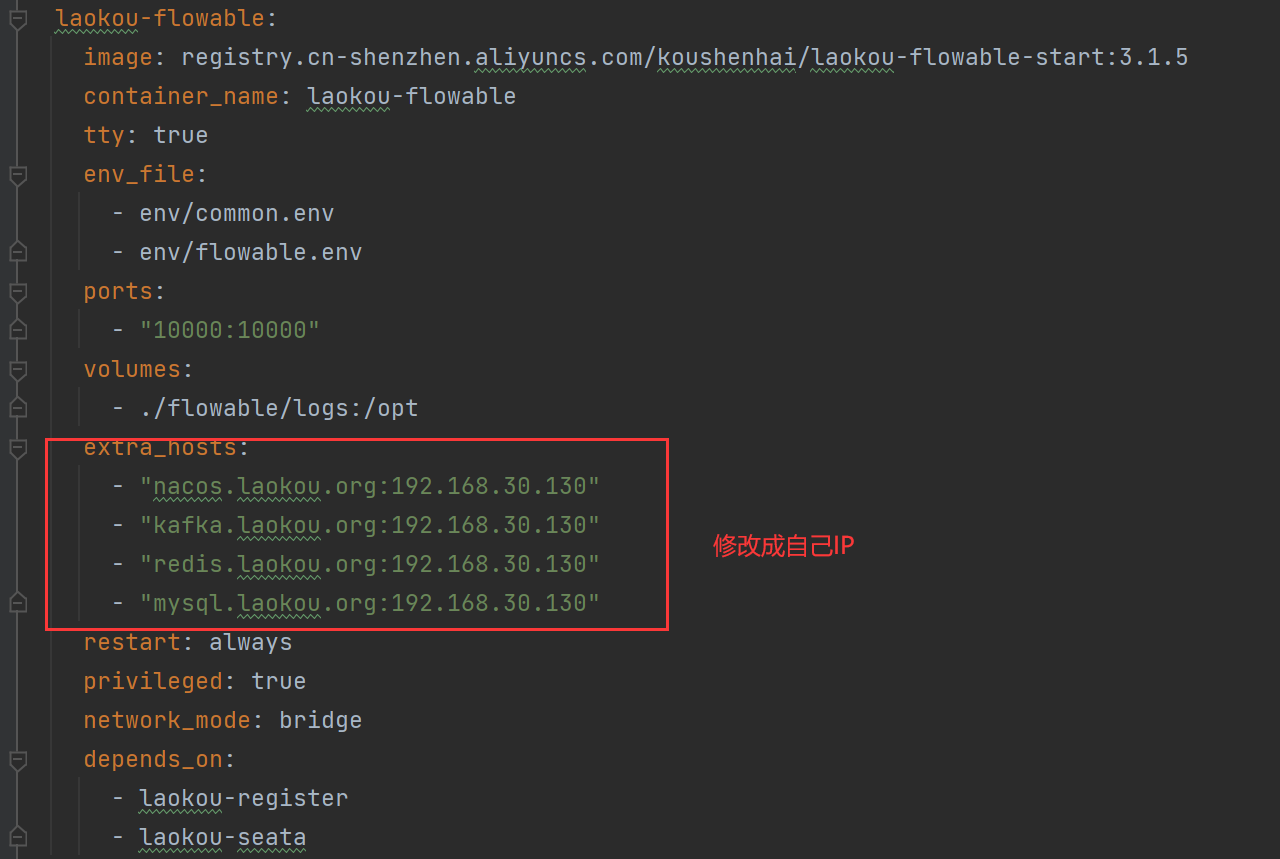 laokou-flowable:
image: registry.cn-shenzhen.aliyuncs.com/koushenhai/laokou-flowable-start:3.1.5
container_name: laokou-flowable
tty: true
env_file:
- env/common.env
- env/flowable.env
ports:
- "10000:10000"
volumes:
- ./flowable/logs:/opt
extra_hosts:
- "nacos.laokou.org:192.168.30.130"
- "kafka.laokou.org:192.168.30.130"
- "redis.laokou.org:192.168.30.130"
- "mysql.laokou.org:192.168.30.130"
修改成自己IP
restart: always
privileged: true
network_mode: bridge
depends_on:
- laokou-register
- laokou-seata